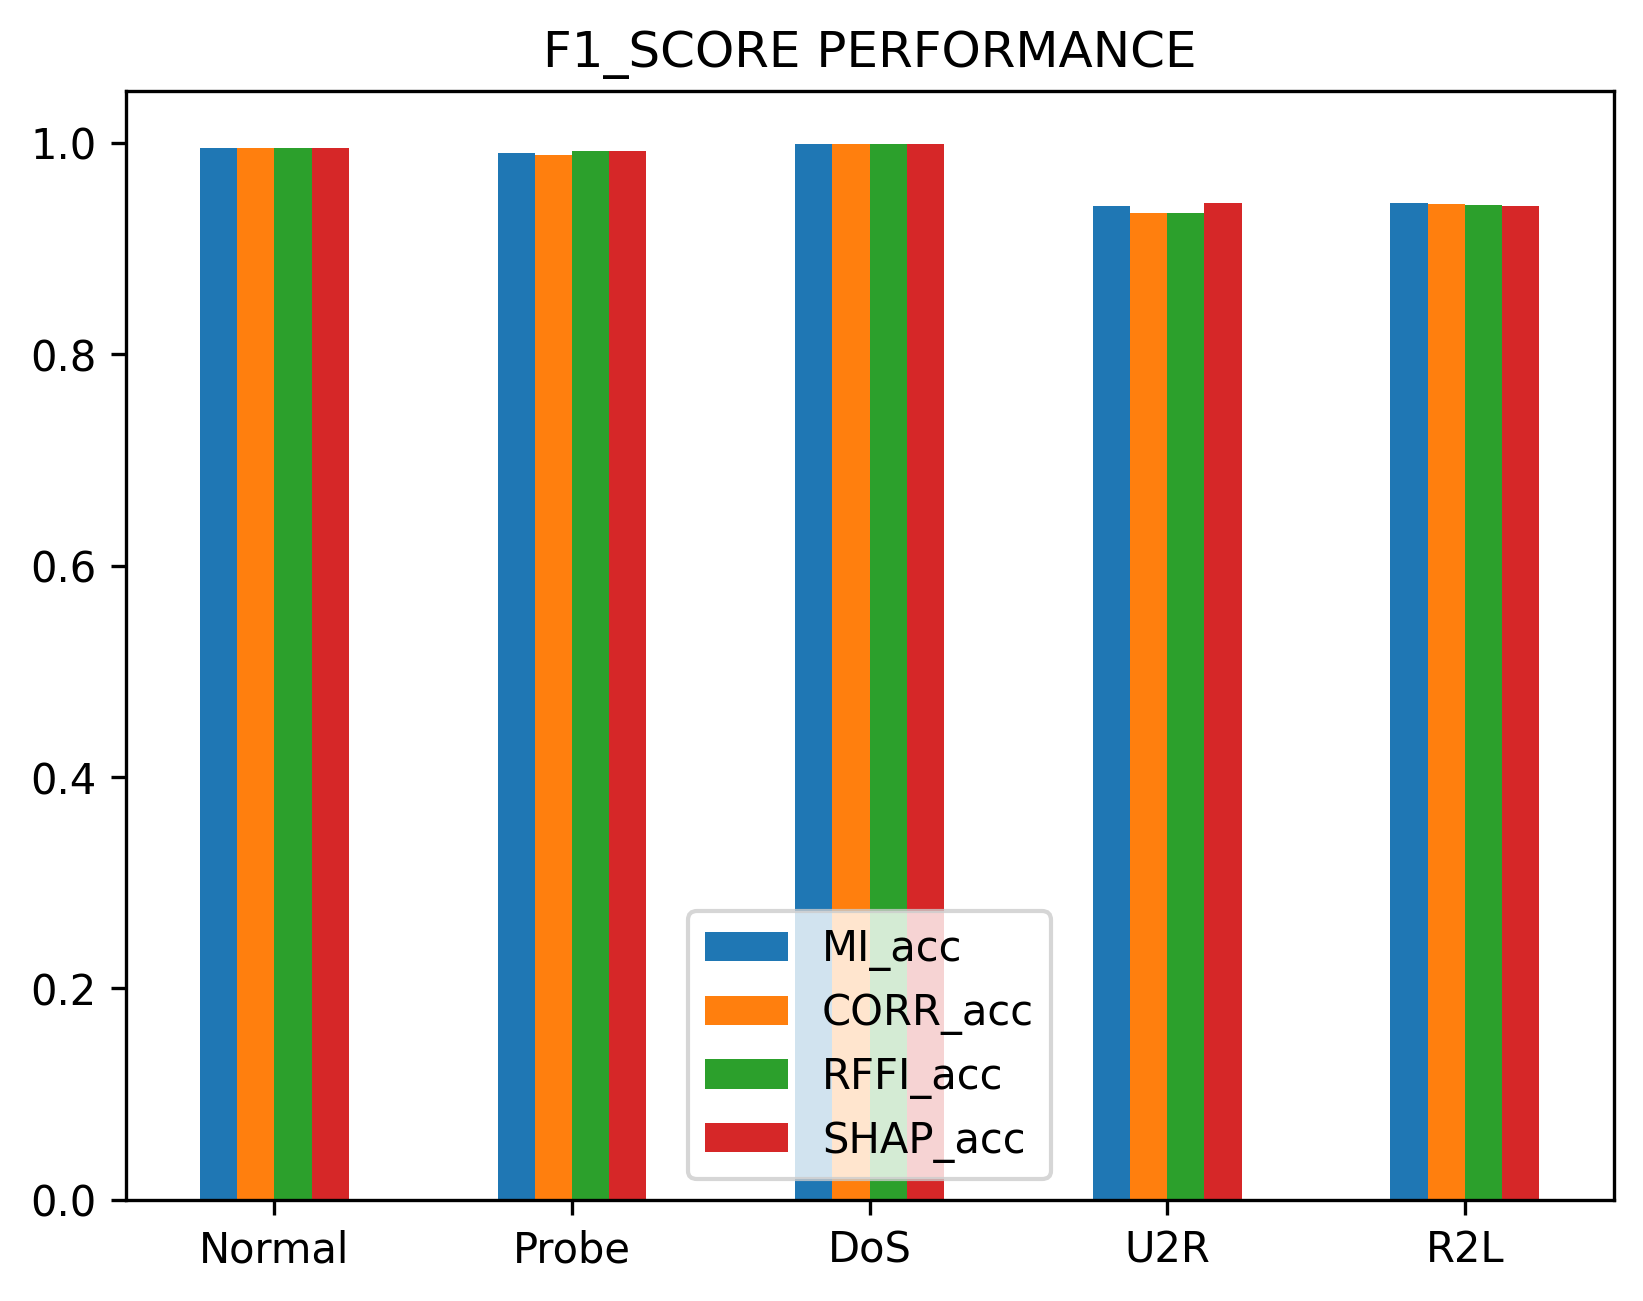 F1_SCORE PERFORMANCE
1.0
0.8
0.6
0.4
0.2
0.0
MI_acc
CORR_acc
RFFI_acc
SHAP_acc
Normal Probe DoS U2R R2L